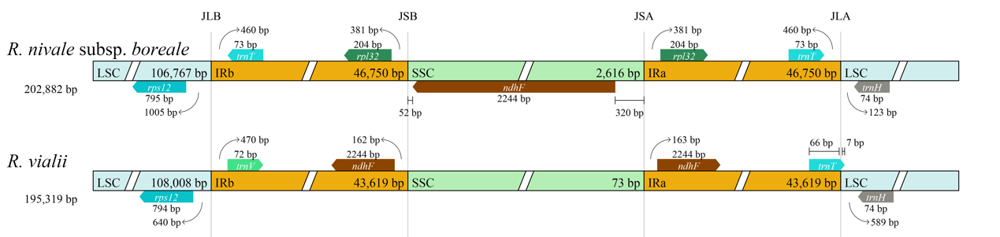 JLB JSB JSA JLA
460 bp 381 bp 381 bp 460 bp
73 bp 204 bp 204 bp 73 bp
R. nivale subsp. boreale trnT rpl32 rpl32 trnT
LSC 106,767 bp IRb 46,750 bp SSC 2,616 bp IRa 46,750 bp LSC
202,882 bp rps12 ndhF trnH
795 bp 2244 bp 74 bp
1005 bp 52 bp 320 bp 123 bp
470 bp 162 bp 163 bp 66 bp 7 bp
72 bp 2244 bp 2244 bp
R. vialii trnV ndhF ndhF trnT
LSC 108,008 bp IRb 43,619 bp SSC 73 bp IRa 43,619 bp LSC
195,319 bp rps12 trnH
794 bp 74 bp
640 bp 589 bp